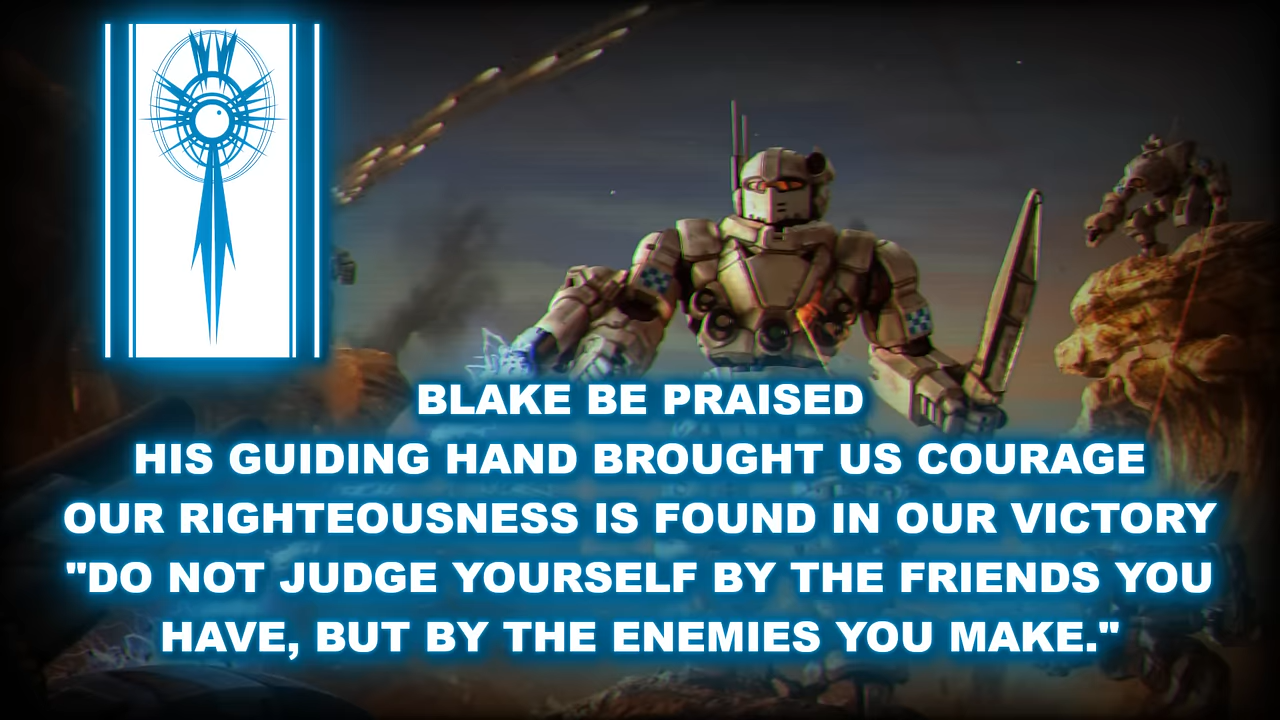 BLAKE BE PRAISED
HIS GUIDING HAND BROUGHT US COURAGE
OUR RIGHTEOUSNESS IS FOUND IN OUR VICTORY
"DO NOT JUDGE YOURSELF BY THE FRIENDS YOU
HAVE, BUT BY THE ENEMIES YOU MAKE."